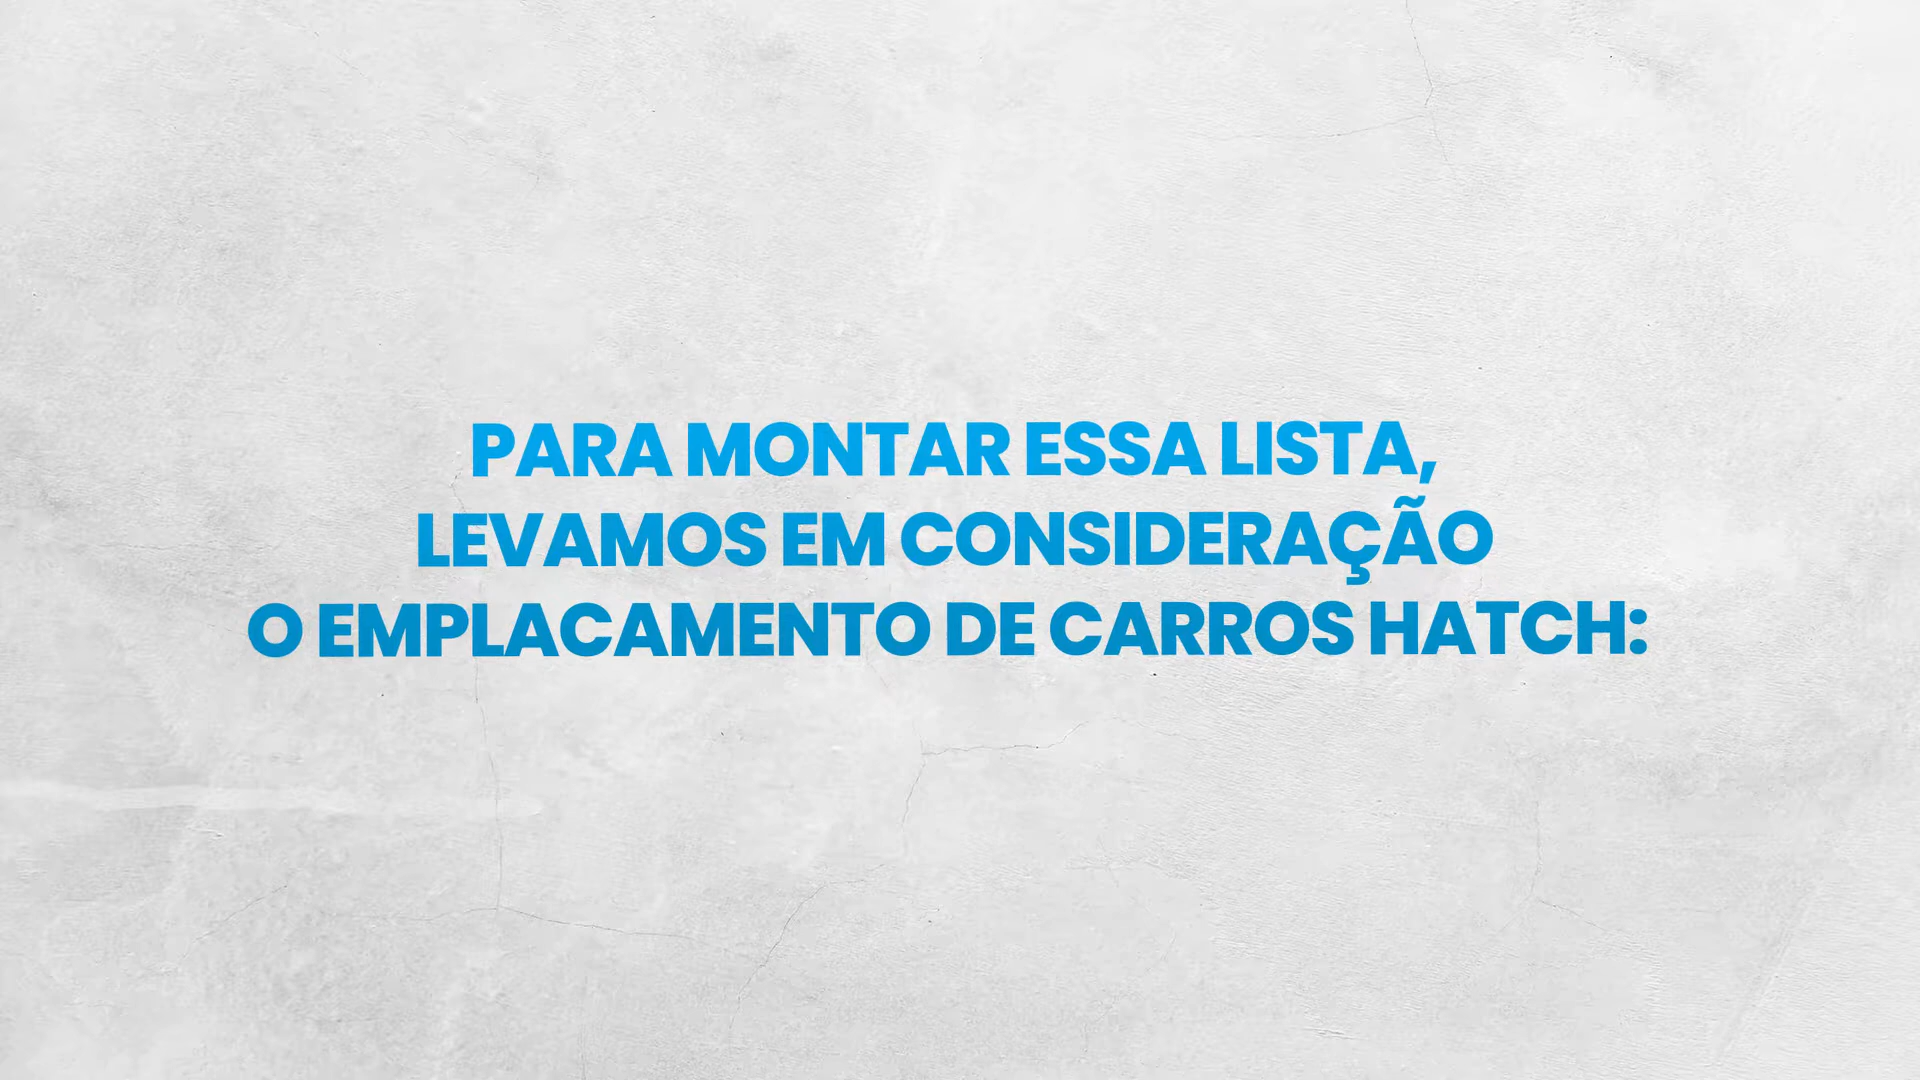 PARA MONTAR ESSA LISTA,
LEVAMOS EM CONSIDERAÇÃO
O EMPLACAMENTO DE CARROS HATCH: